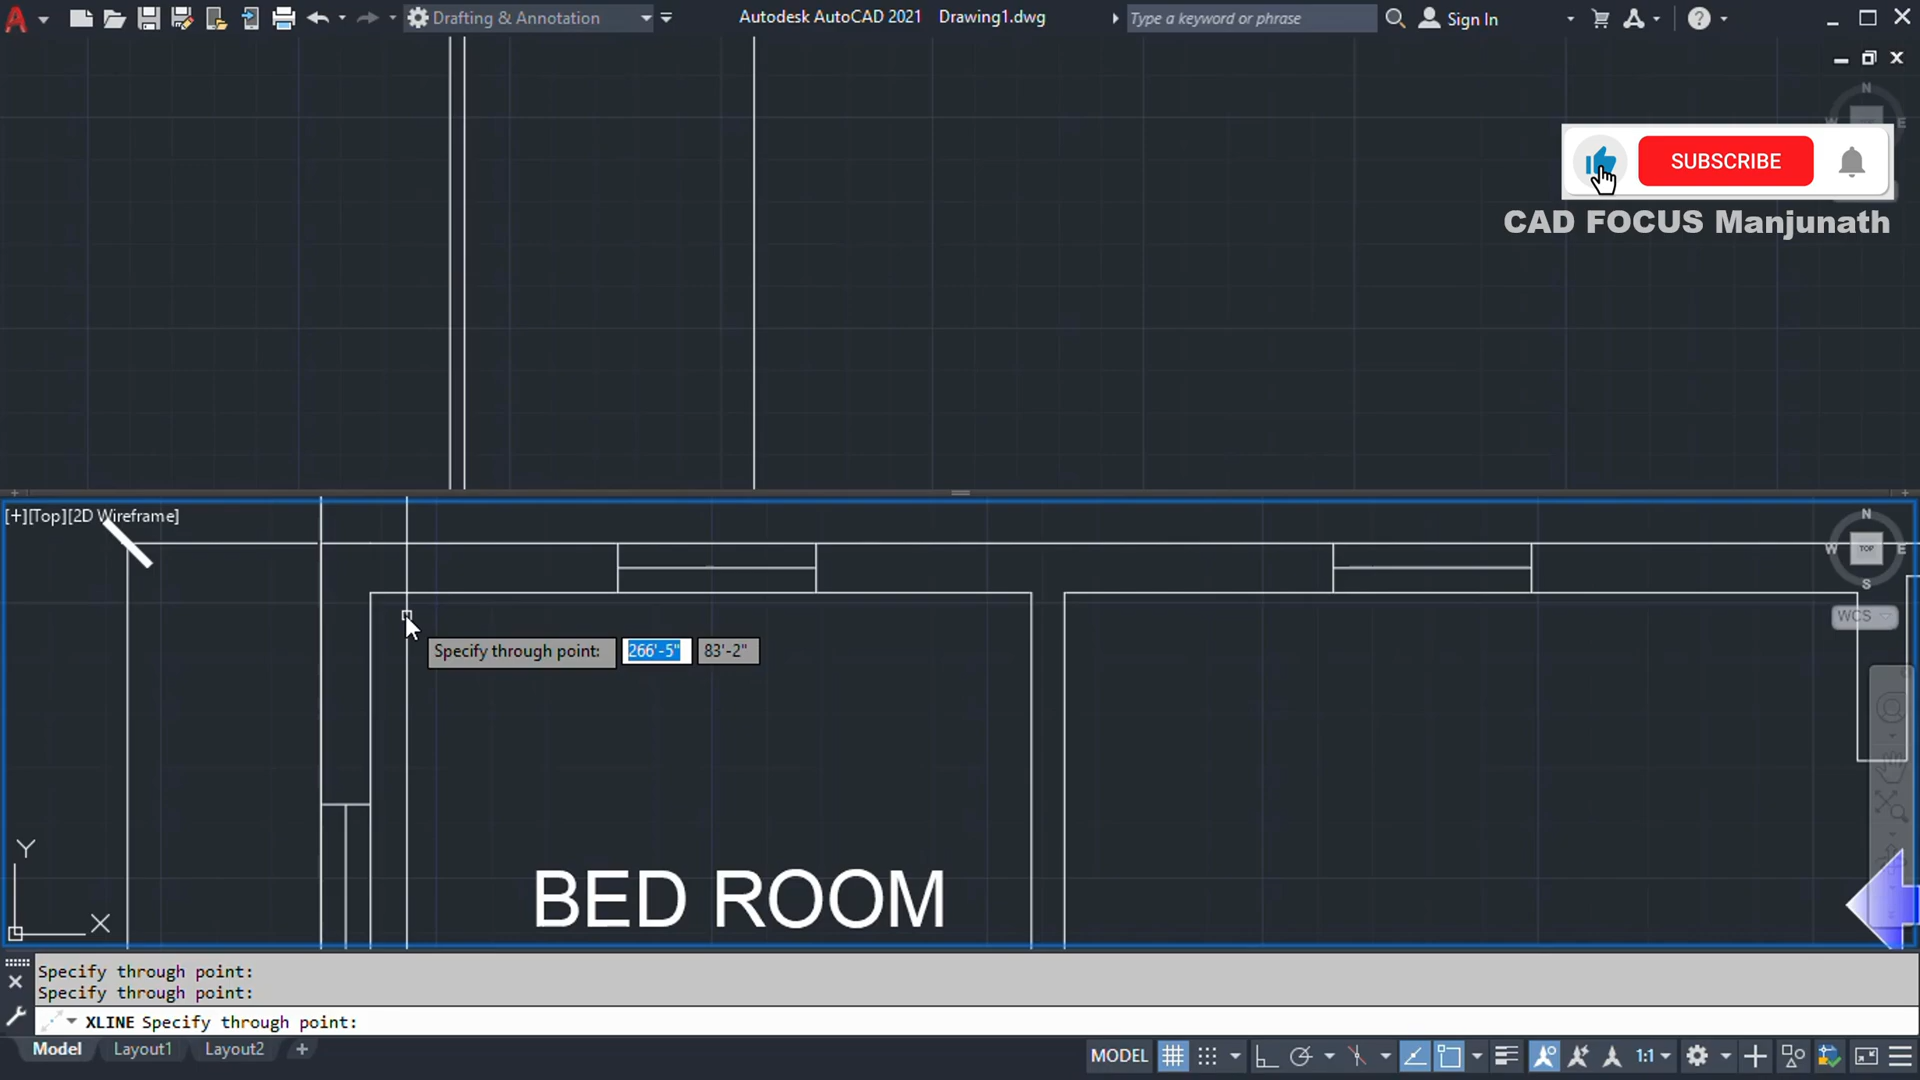 Drafting & Annotation
Autodesk AutoCAD 2021 Drawing1.dwg
Type a keyword or phrase
Sign In
N
E
SUBSCRIBE
CAD FOCUS Manjunath
[+][Top][2D Wireframe]
N
W TOP E
S
WCS
Specify through point: 266'-5" 83'-2"
BED ROOM
Y
X
Specify through point:
Specify through point:
XLINE Specify through point:
Model Layout1 Layout2 +
MODEL 1:1